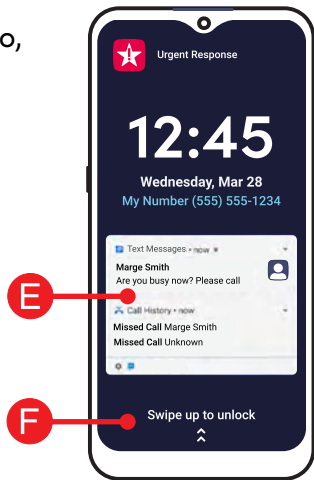 o,
Urgent Response
12:45
Wednesday, Mar 28
My Number (555) 555-1234
Text Messages • now
Marge Smith
Are you busy now? Please call
E
Call History • now
Missed Call Marge Smith
Missed Call Unknown
F
Swipe up to unlock